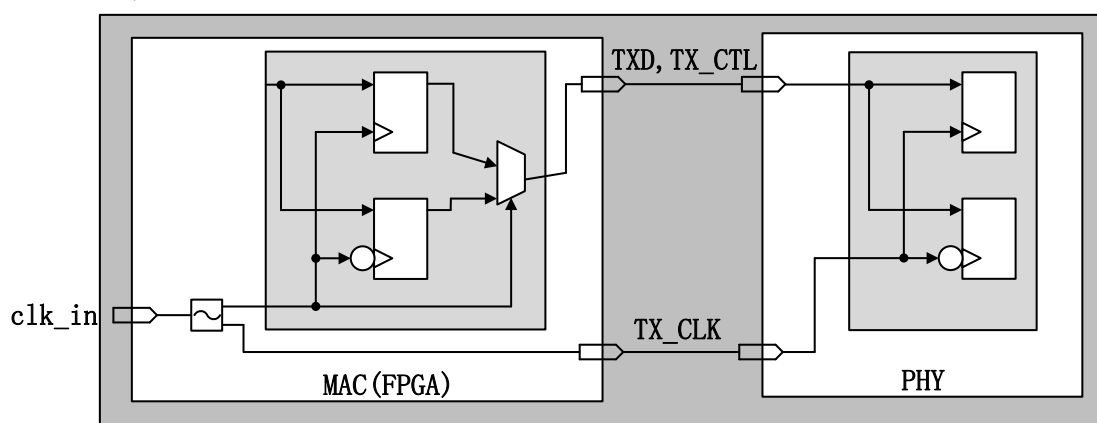 TXD, TX_CTL
clk_in
TX_CLK
MAC(FPGA)
PHY